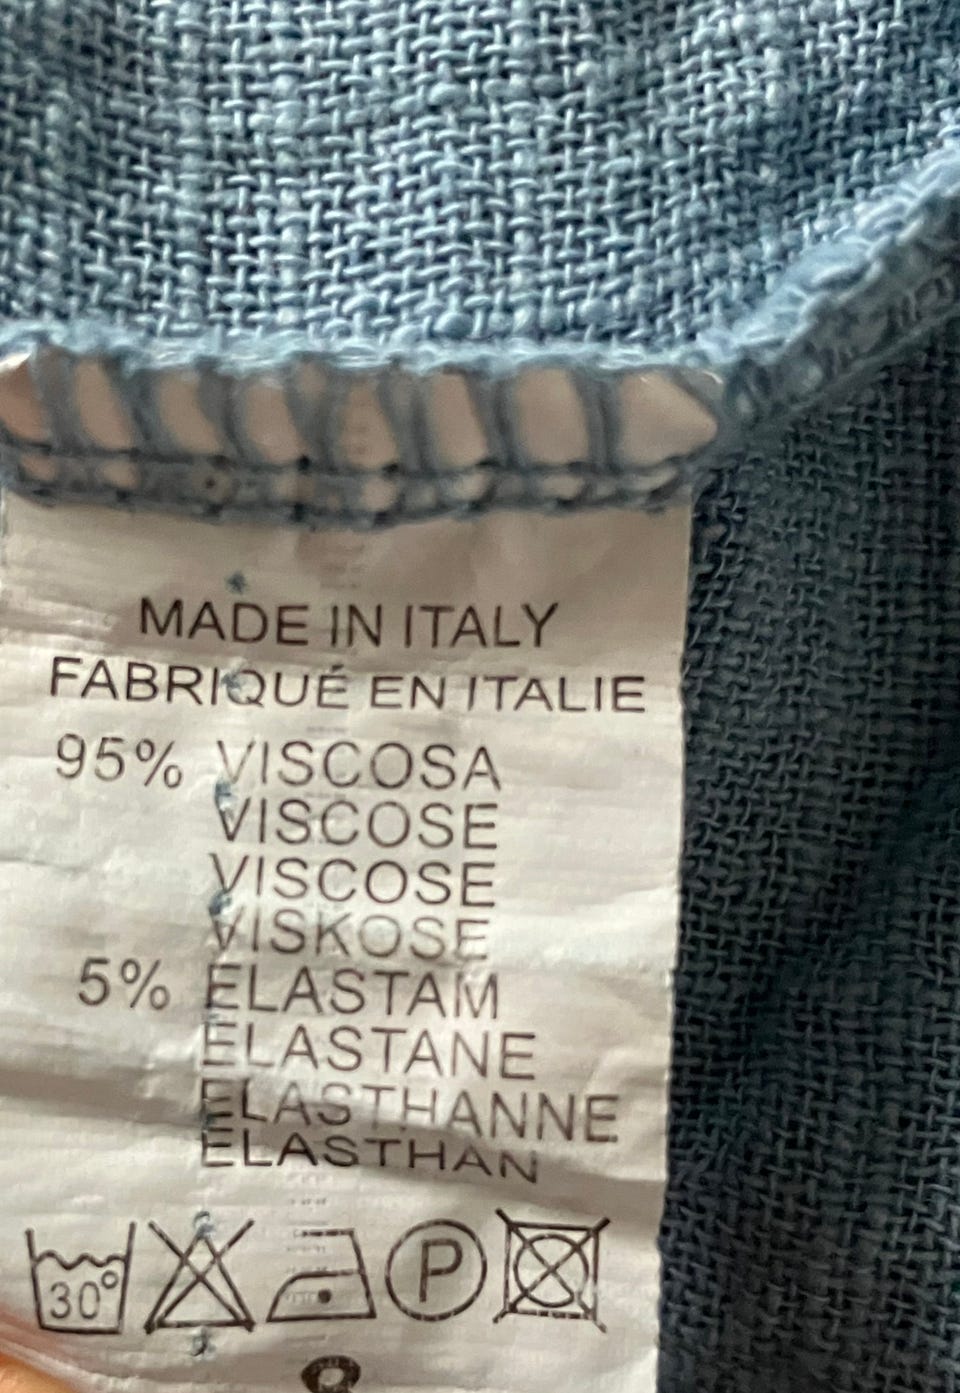 MADE IN ITALY
FABRIQUÉ EN ITALIE
95% VISCOSA
VISCOSE
VISCOSE
VISKOSE
5% ELASTAM
ELASTANE
ELASTHANNE
ELASTHAN
30° P